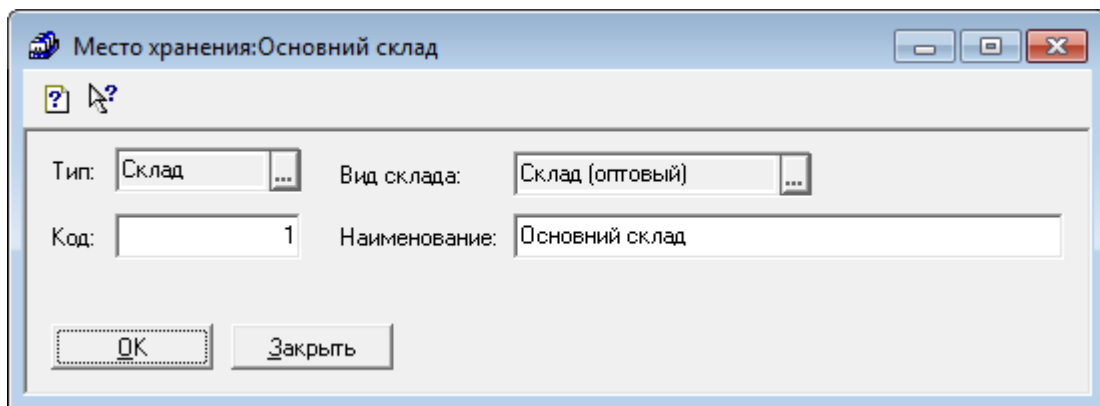 Место хранения:Основний склад
Тип: Склад ... Вид склада: Склад (оптовый) ...
Код: 1 Наименование: Основний склад
OK Закрыть